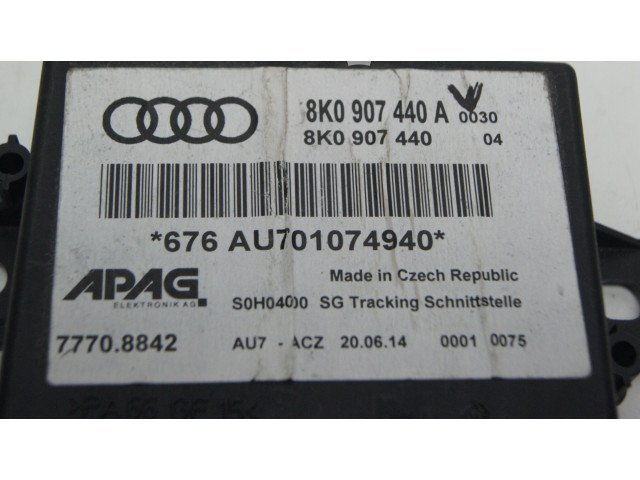 8K0 907 440 A 0030
8K0 907 440 04
*676 AU701074940*
APAG
ELEKTRONIK AG
Made in Czech Republic
S0H0400 SG Tracking Schnittstelle
7770.8842 AU7 - ACZ 20.06.14 0001 0075